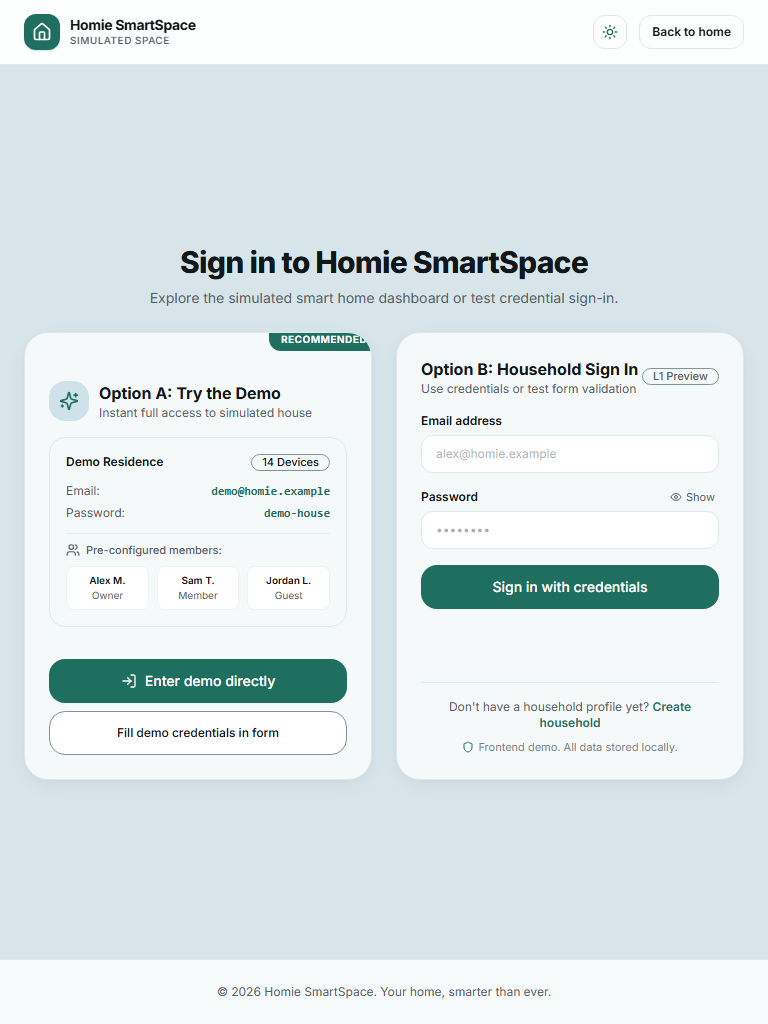 Homie SmartSpace
SIMULATED SPACE
Back to home
Sign in to Homie SmartSpace
Explore the simulated smart home dashboard or test credential sign-in.
RECOMMENDED
Option A: Try the Demo
Instant full access to simulated house
Demo Residence
14 Devices
Email:
demo@homie.example
Password:
demo-house
Pre-configured members:
Alex M.
Owner
Sam T.
Member
Jordan L.
Guest
Enter demo directly
Fill demo credentials in form
Option B: Household Sign In
L1 Preview
Use credentials or test form validation
Email address
alex@homie.example
Password
Show
••••••••
Sign in with credentials
Don't have a household profile yet? Create
household
Frontend demo. All data stored locally.
© 2026 Homie SmartSpace. Your home, smarter than ever.